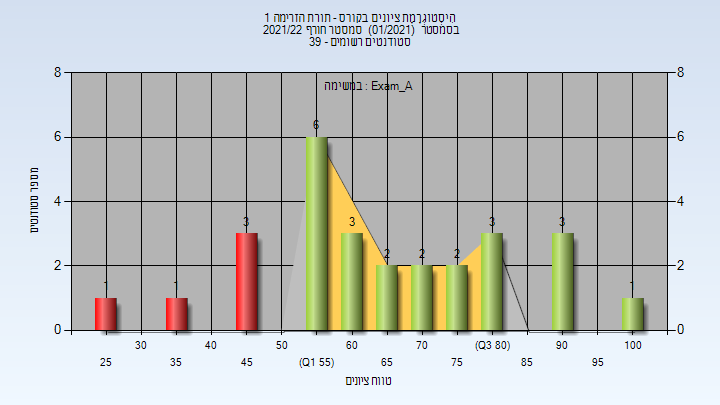 היסטוגרמת ציונים בקורס - תורת הזרימה 1
בסמסטר (01/2021) סמסטר חורף 2021/22
סטודנטים רשומים - 39
במשימה : Exam_A
מספר סטודנטים
8 8
6 6
4 4
2 2
0 0
1 1 3 6 3 2 2 2 3 3 1
30 40 50 60 70 (Q3 80) 90 100
25 35 45 (Q1 55) 65 75 85 95
טווח ציונים